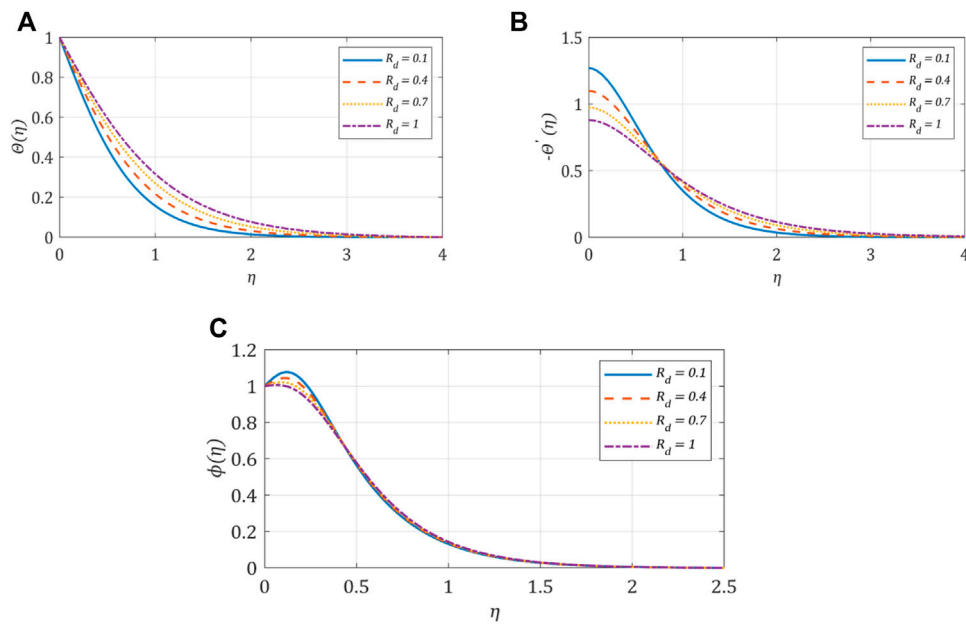 A
1
0.8
0.6
0.4
0.2
0
Θ(η)
0 1 2 3 4
η
R_d = 0.1
R_d = 0.4
R_d = 0.7
R_d = 1
B
1.5
1
0.5
0
-Θ'(η)
0 1 2 3 4
η
R_d = 0.1
R_d = 0.4
R_d = 0.7
R_d = 1
C
1.2
1
0.8
0.6
0.4
0.2
0
ϕ(η)
0 0.5 1 1.5 2 2.5
η
R_d = 0.1
R_d = 0.4
R_d = 0.7
R_d = 1